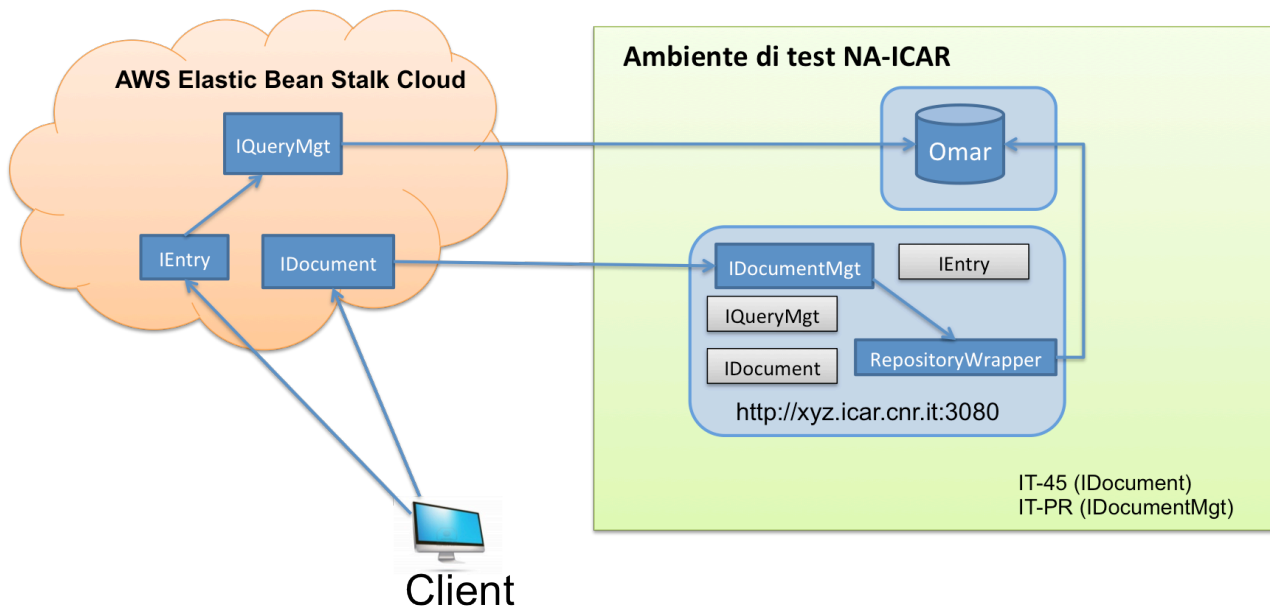 AWS Elastic Bean Stalk Cloud
IQueryMgt
IEntry
IDocument
Ambiente di test NA-ICAR
Omar
IDocumentMgt
IEntry
IQueryMgt
RepositoryWrapper
IDocument
http://xyz.icar.cnr.it:3080
IT-45 (IDocument)
IT-PR (IDocumentMgt)
Client